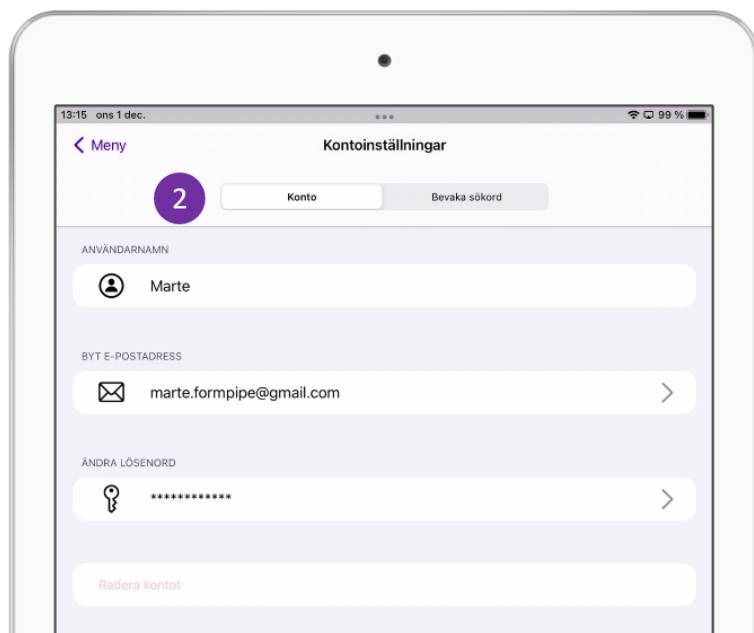 13:15 ons 1 dec. 99 %
Meny Kontoinställningar
2 Konto Bevaka sökord
ANVÄNDARNAMN
Marte
BYT E-POSTADRESS
marte.formpipe@gmail.com
ÄNDRA LÖSENORD
************
Radera kontot